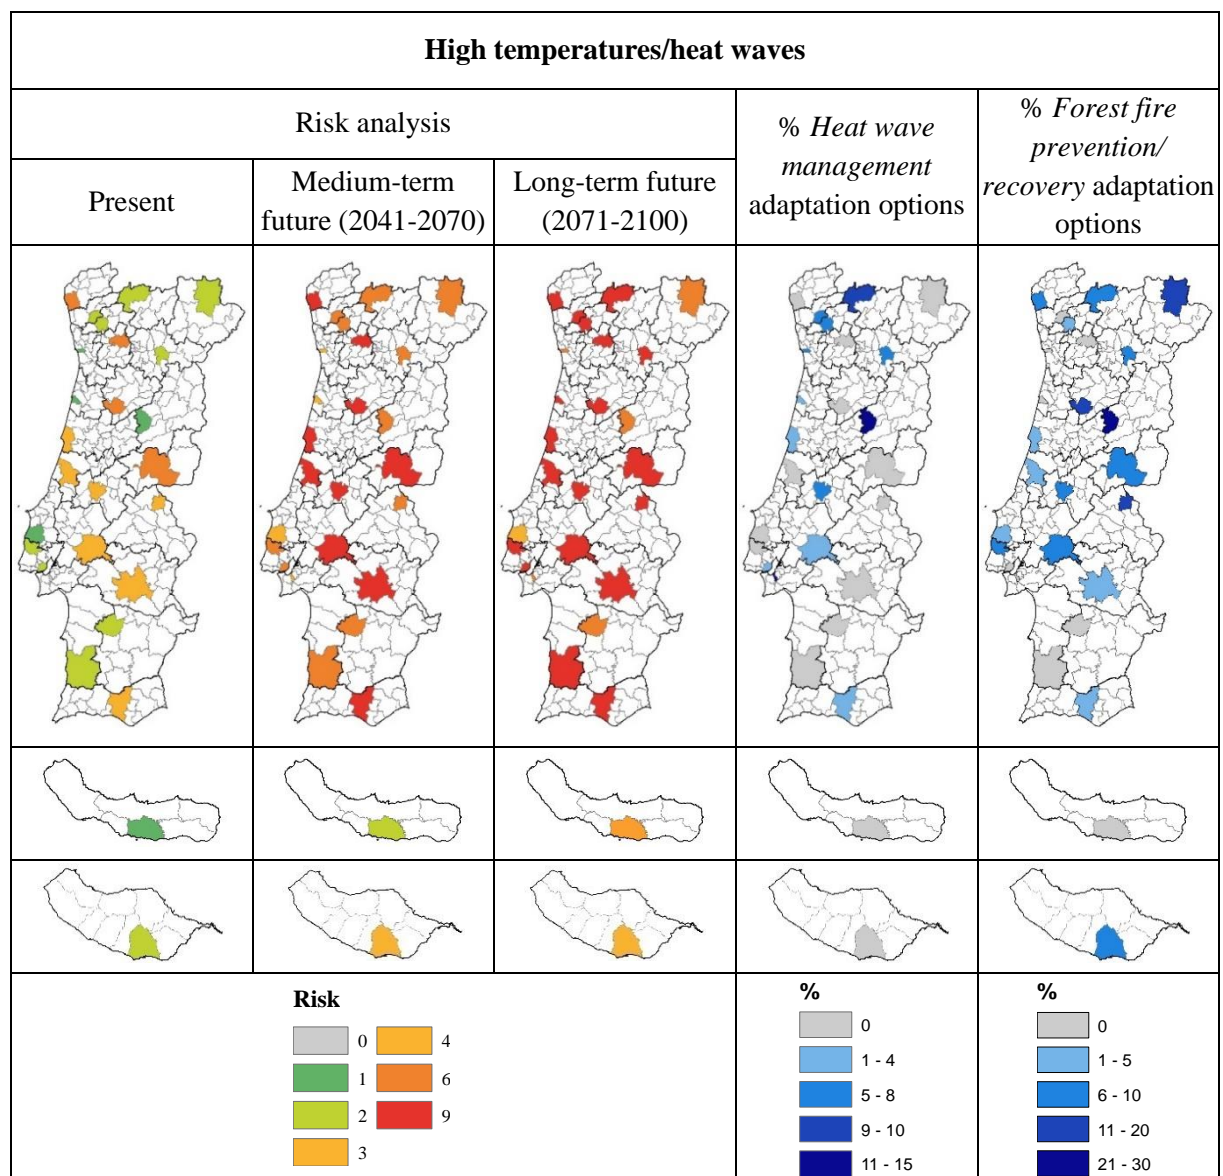 High temperatures/heat waves
Risk analysis
% Heat wave
management
adaptation options
% Forest fire
prevention/
recovery adaptation
options
Present
Medium-term
future (2041-2070)
Long-term future
(2071-2100)
Risk
0
4
1
6
2
9
3
%
0
1 - 4
5 - 8
9 - 10
11 - 15
%
0
1 - 5
6 - 10
11 - 20
21 - 30